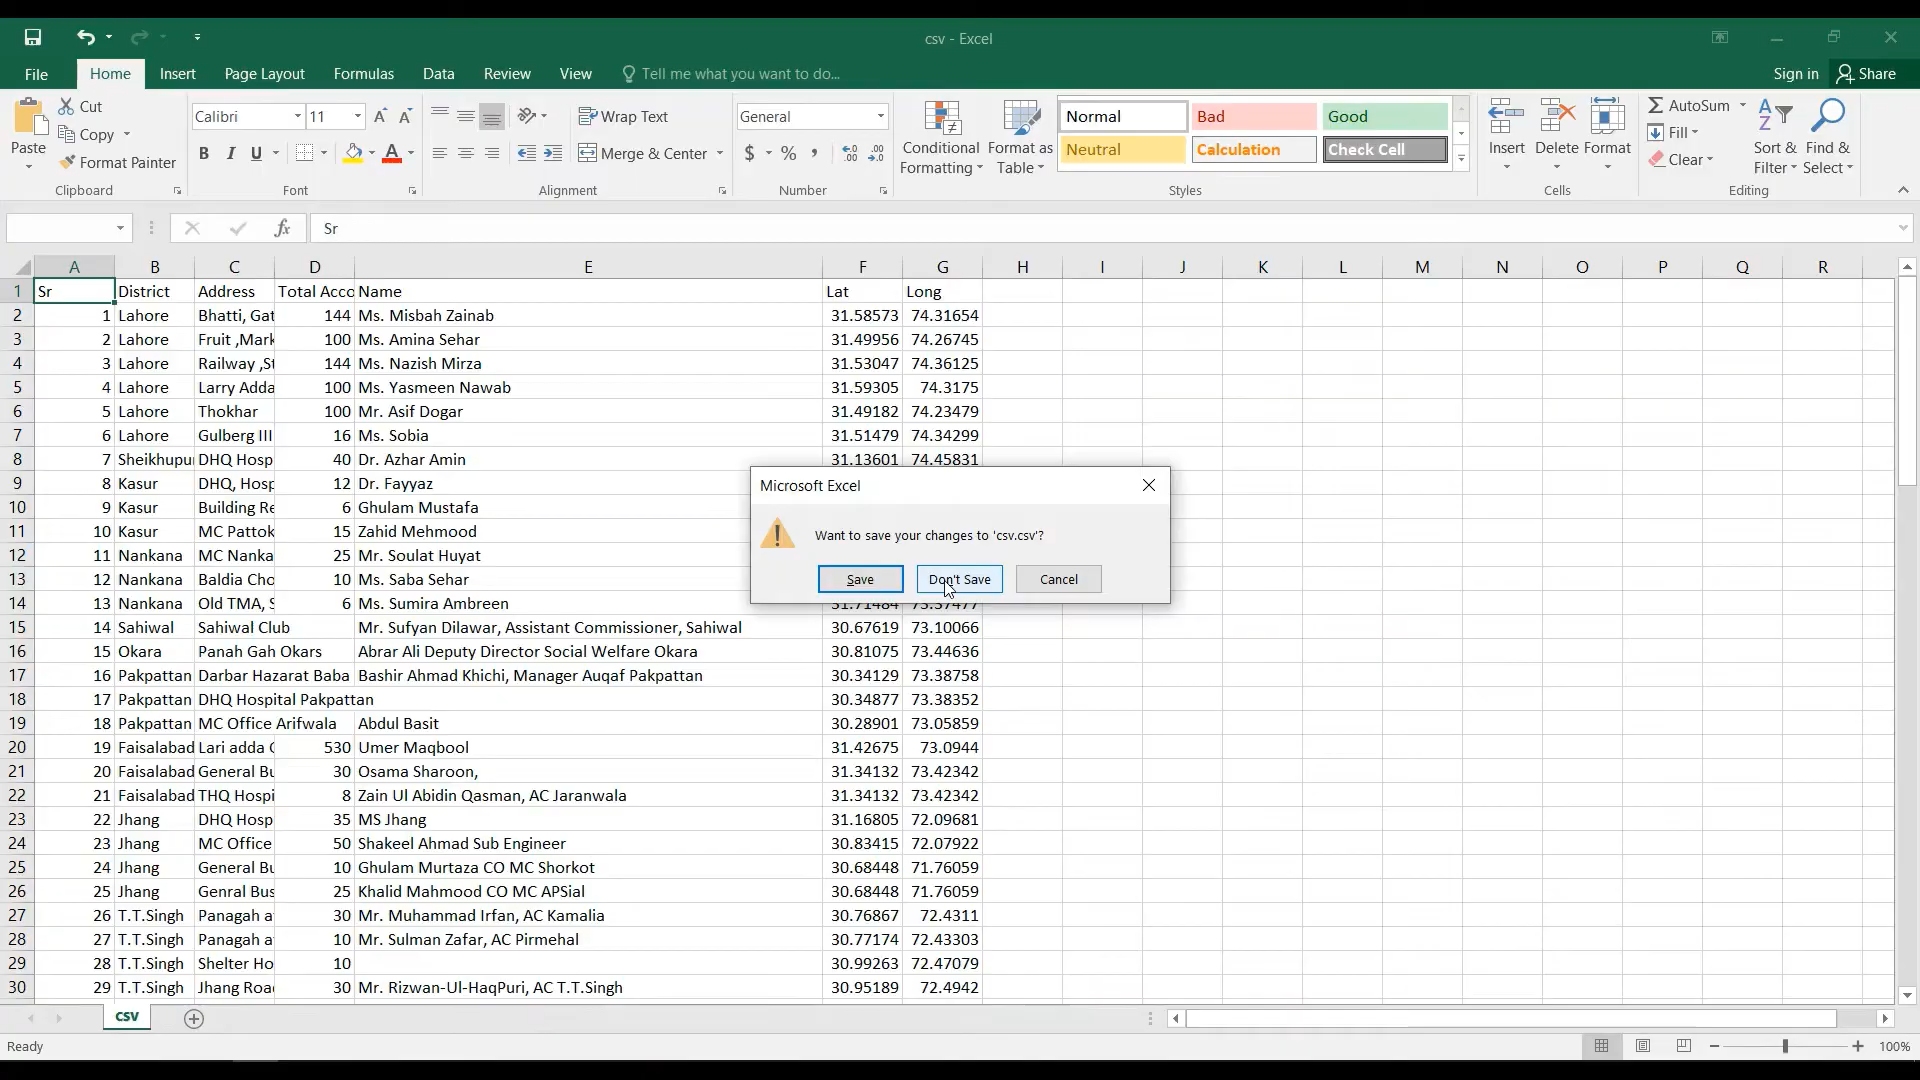 csv - Excel
File Home Insert Page Layout Formulas Data Review View Tell me what you want to do... Sign in Share
Paste Cut Copy Format Painter Clipboard
Calibri 11 A A B I U A Font
Wrap Text Merge & Center Alignment
General $ % , Number
Conditional Formatting Format as Table
Normal Bad Good
Neutral Calculation Check Cell
Styles
Insert Delete Format Cells
AutoSum Fill Clear Sort & Filter Find & Select Editing
fx Sr
A B C D E F G H I J K L M N O P Q R
1 Sr District Address Total Acco Name Lat Long
2 1 Lahore Bhatti, Gat 144 Ms. Misbah Zainab 31.58573 74.31654
3 2 Lahore Fruit ,Mark 100 Ms. Amina Sehar 31.49956 74.26745
4 3 Lahore Railway ,St 144 Ms. Nazish Mirza 31.53047 74.36125
5 4 Lahore Larry Adda 100 Ms. Yasmeen Nawab 31.59305 74.3175
6 5 Lahore Thokhar 100 Mr. Asif Dogar 31.49182 74.23479
7 6 Lahore Gulberg III 16 Ms. Sobia 31.51479 74.34299
8 7 Sheikhupu DHQ Hosp 40 Dr. Azhar Amin 31.13601 74.45831
9 8 Kasur DHQ, Hosp 12 Dr. Fayyaz
10 9 Kasur Building Re 6 Ghulam Mustafa
11 10 Kasur MC Pattok 15 Zahid Mehmood
12 11 Nankana MC Nanka 25 Mr. Soulat Huyat
13 12 Nankana Baldia Cho 10 Ms. Saba Sehar
14 13 Nankana Old TMA, S 6 Ms. Sumira Ambreen 31.71484 73.37477
15 14 Sahiwal Sahiwal Club Mr. Sufyan Dilawar, Assistant Commissioner, Sahiwal 30.67619 73.10066
16 15 Okara Panah Gah Okars Abrar Ali Deputy Director Social Welfare Okara 30.81075 73.44636
17 16 Pakpattan Darbar Hazarat Baba Bashir Ahmad Khichi, Manager Auqaf Pakpattan 30.34129 73.38758
18 17 Pakpattan DHQ Hospital Pakpattan 30.34877 73.38352
19 18 Pakpattan MC Office Arifwala Abdul Basit 30.28901 73.05859
20 19 Faisalabad Lari adda 530 Umer Maqbool 31.42675 73.0944
21 20 Faisalabad General Bu 30 Osama Sharoon, 31.34132 73.42342
22 21 Faisalabad THQ Hospi 8 Zain Ul Abidin Qasman, AC Jaranwala 31.34132 73.42342
23 22 Jhang DHQ Hosp 35 MS Jhang 31.16805 72.09681
24 23 Jhang MC Office 50 Shakeel Ahmad Sub Engineer 30.83415 72.07922
25 24 Jhang General Bu 10 Ghulam Murtaza CO MC Shorkot 30.68448 71.76059
26 25 Jhang Genral Bus 25 Khalid Mahmood CO MC APSial 30.68448 71.76059
27 26 T.T.Singh Panagah a 30 Mr. Muhammad Irfan, AC Kamalia 30.76867 72.4311
28 27 T.T.Singh Panagah a 10 Mr. Sulman Zafar, AC Pirmehal 30.77174 72.43303
29 28 T.T.Singh Shelter Ho 10 30.99263 72.47079
30 29 T.T.Singh Jhang Roa 30 Mr. Rizwan-Ul-HaqPuri, AC T.T.Singh 30.95189 72.4942
Microsoft Excel
Want to save your changes to 'csv.csv'?
Save Don't Save Cancel
csv
Ready 100%